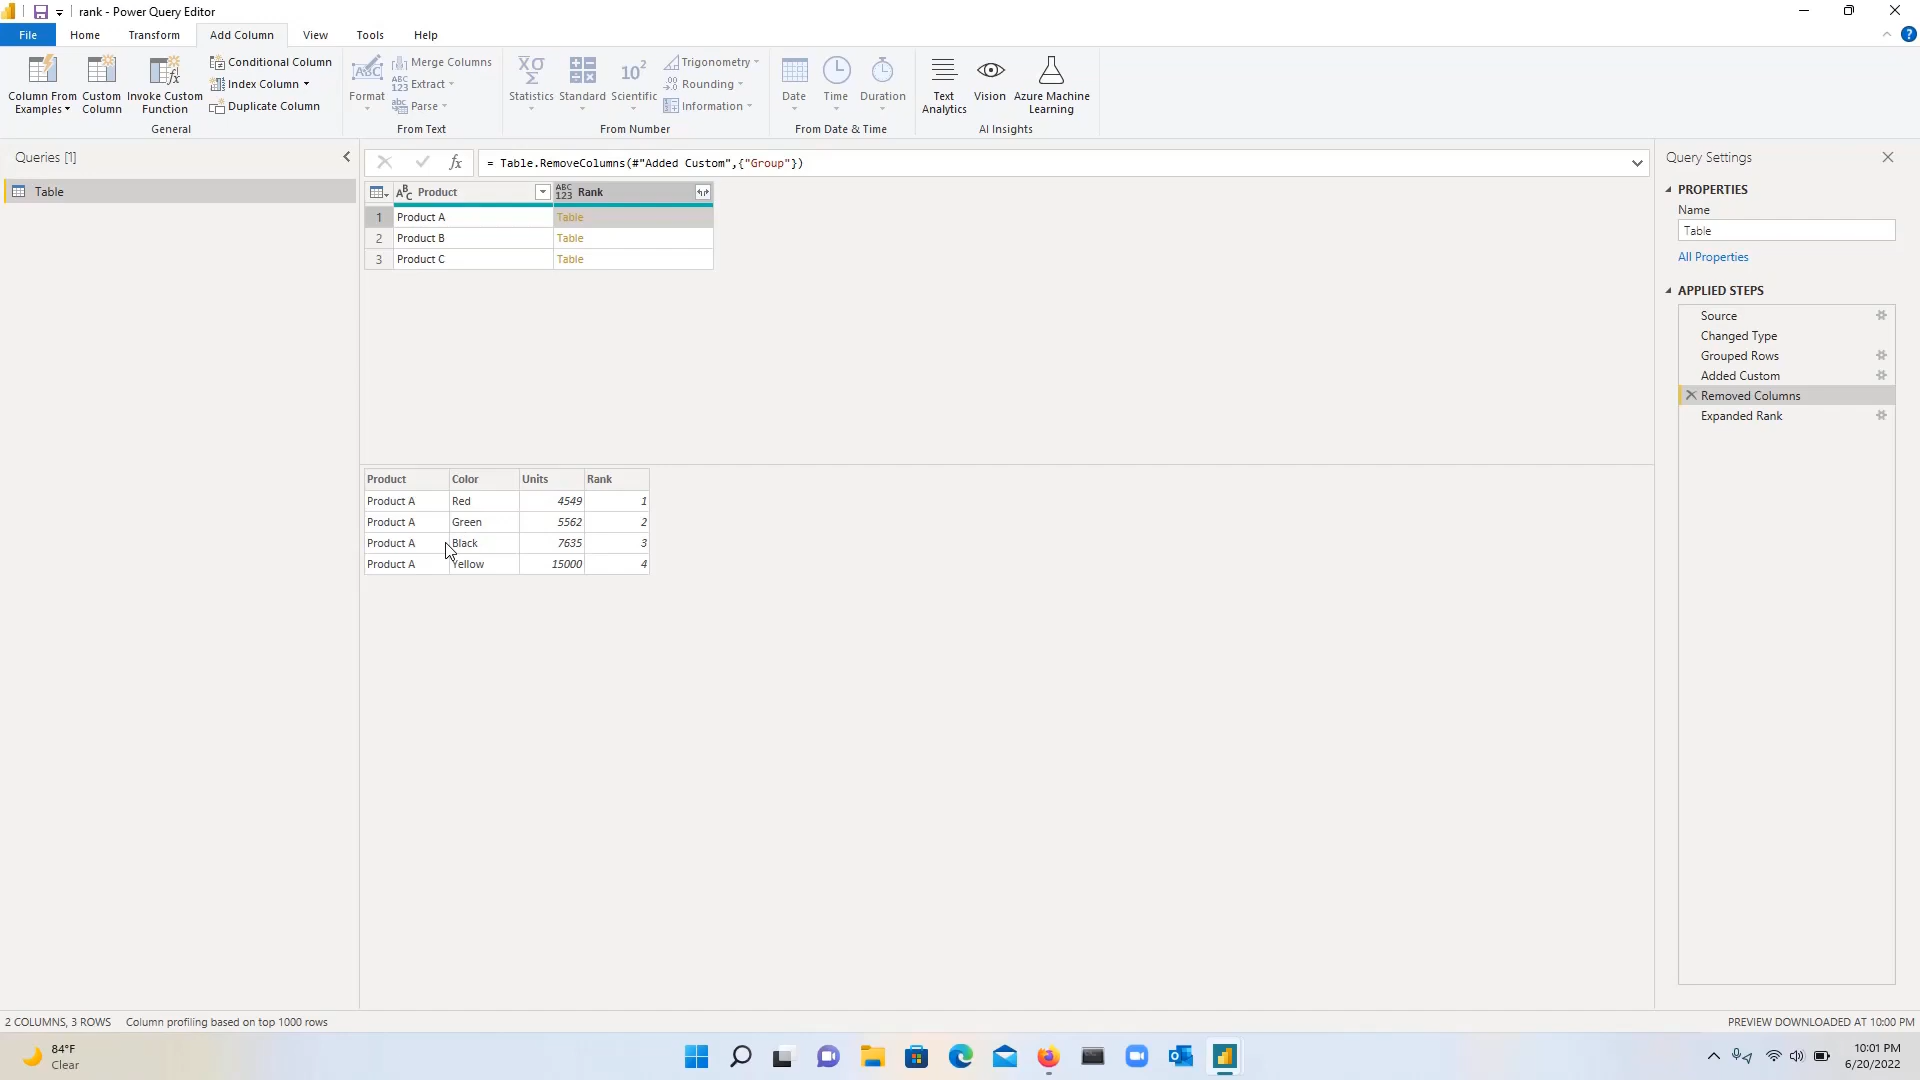 rank - Power Query Editor
File Home Transform Add Column View Tools Help
Column From Examples
Custom Column
Invoke Custom Function
Conditional Column
Index Column
Duplicate Column
General
Format
Merge Columns
Extract
Parse
From Text
Statistics
Standard
Scientific
Trigonometry
Rounding
Information
From Number
Date
Time
Duration
From Date & Time
Text Analytics
Vision
Azure Machine Learning
AI Insights
Queries [1]
Table
= Table.RemoveColumns(#"Added Custom",{"Group"})
Product Rank
1 Product A Table
2 Product B Table
3 Product C Table
Product Color Units Rank
Product A Red 4549 1
Product A Green 5562 2
Product A Black 7635 3
Product A Yellow 15000 4
Query Settings
PROPERTIES
Name
Table
All Properties
APPLIED STEPS
Source
Changed Type
Grouped Rows
Added Custom
Removed Columns
Expanded Rank
2 COLUMNS, 3 ROWS Column profiling based on top 1000 rows
PREVIEW DOWNLOADED AT 10:00 PM
84°F
Clear
10:01 PM
6/20/2022